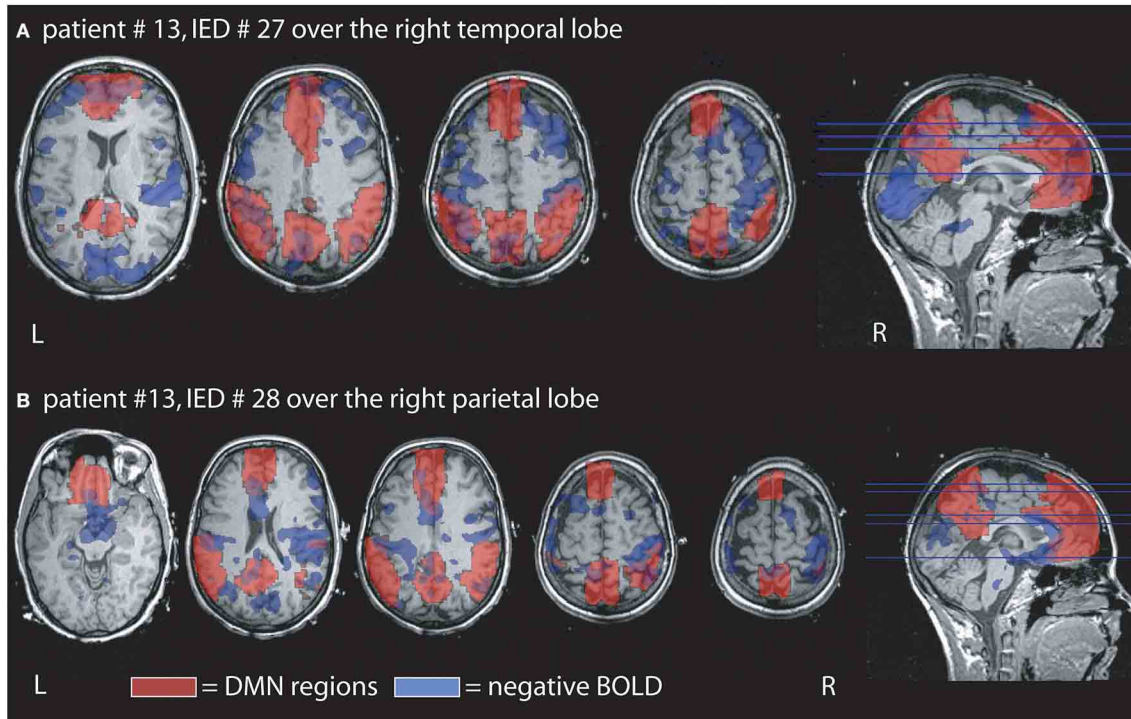 A patient # 13, IED # 27 over the right temporal lobe
L R
B patient #13, IED # 28 over the right parietal lobe
L = DMN regions = negative BOLD R